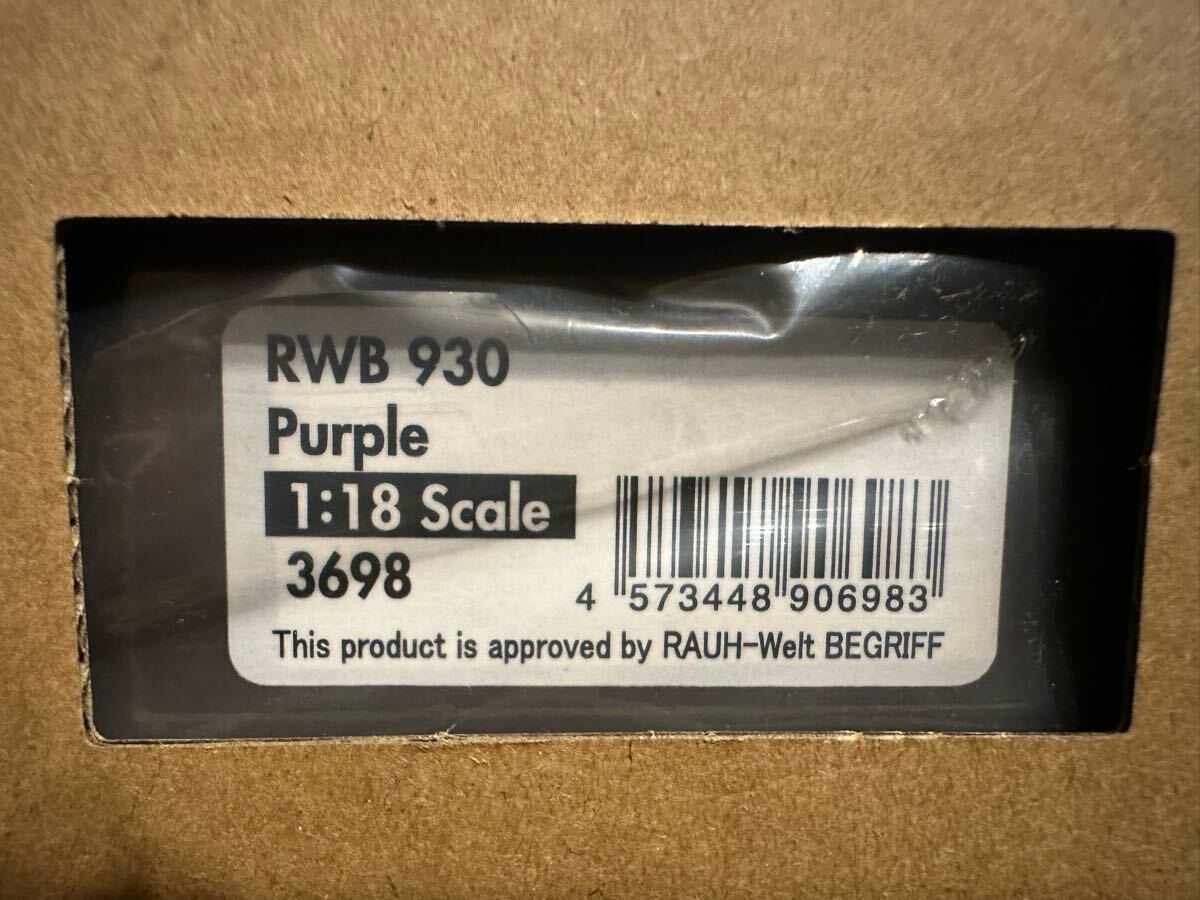 RWB 930
Purple
1:18 Scale
3698
4 573448 906983
This product is approved by RAUH-Welt BEGRIFF